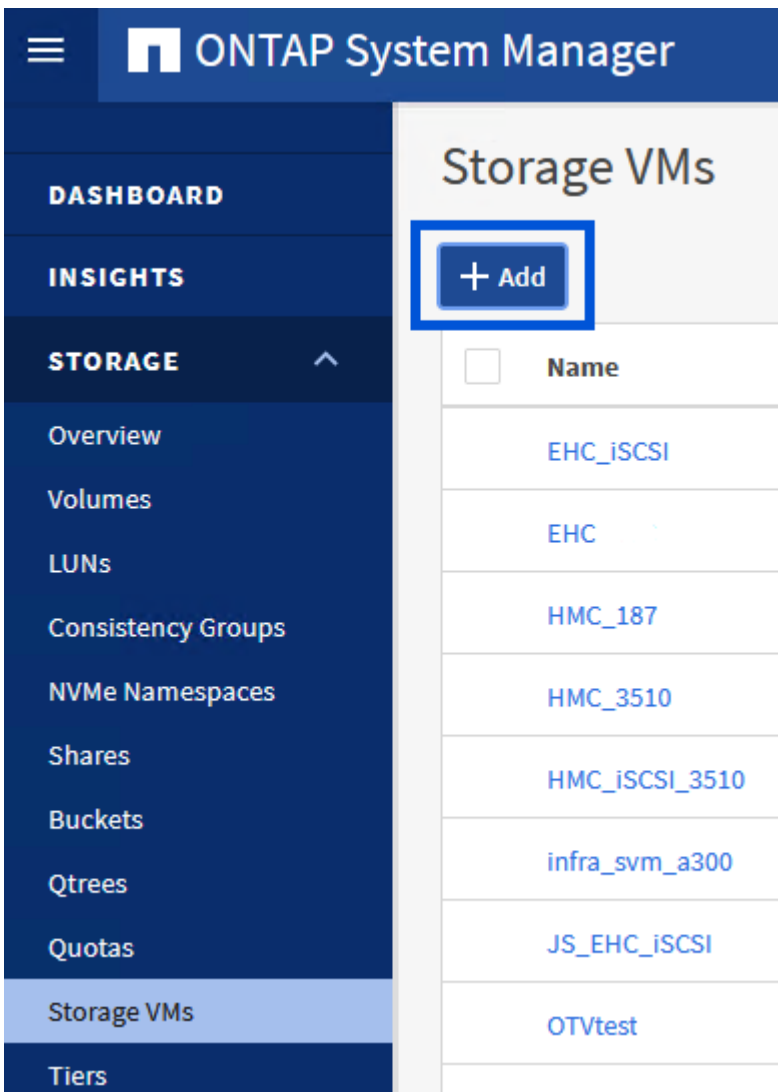 ONTAP System Manager
DASHBOARD
INSIGHTS
STORAGE
Overview
Volumes
LUNs
Consistency Groups
NVMe Namespaces
Shares
Buckets
Qtrees
Quotas
Storage VMs
Tiers
Storage VMs
+ Add
Name
EHC_iSCSI
EHC
HMC_187
HMC_3510
HMC_iSCSI_3510
infra_svm_a300
JS_EHC_iSCSI
OTVtest